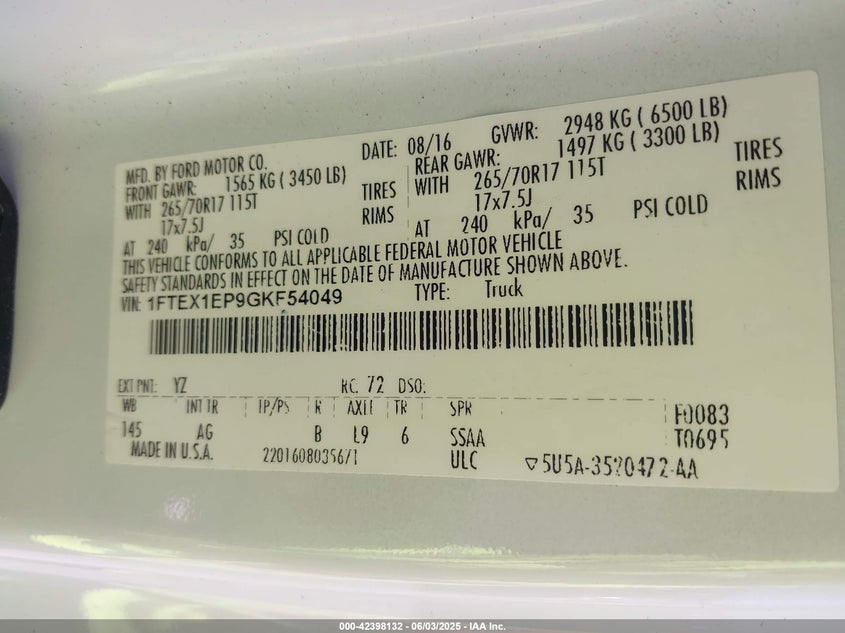 MFD. BY FORD MOTOR CO.
DATE: 08/16 GVWR: 2948 KG ( 6500 LB)
FRONT GAWR: 1565 KG ( 3450 LB) REAR GAWR: 1497 KG ( 3300 LB)
WITH 265/70R17 115T TIRES WITH 265/70R17 115T TIRES
17x7.5J RIMS 17x7.5J RIMS
AT 240 kPa/ 35 PSI COLD AT 240 kPa/ 35 PSI COLD
THIS VEHICLE CONFORMS TO ALL APPLICABLE FEDERAL MOTOR VEHICLE
SAFETY STANDARDS IN EFFECT ON THE DATE OF MANUFACTURE SHOWN ABOVE.
VIN: 1FTEX1EP9GKF54049 TYPE: Truck
EXT PNT: YZ RC: 72 DSO:
WB INT TR TP/PS R AXLE TR SPR F0083
145 AG B L9 6 SSAA T0695
MADE IN U.S.A. 22016080356/1 ULC
000-42398132 - 06/03/2025 - IAA Inc.